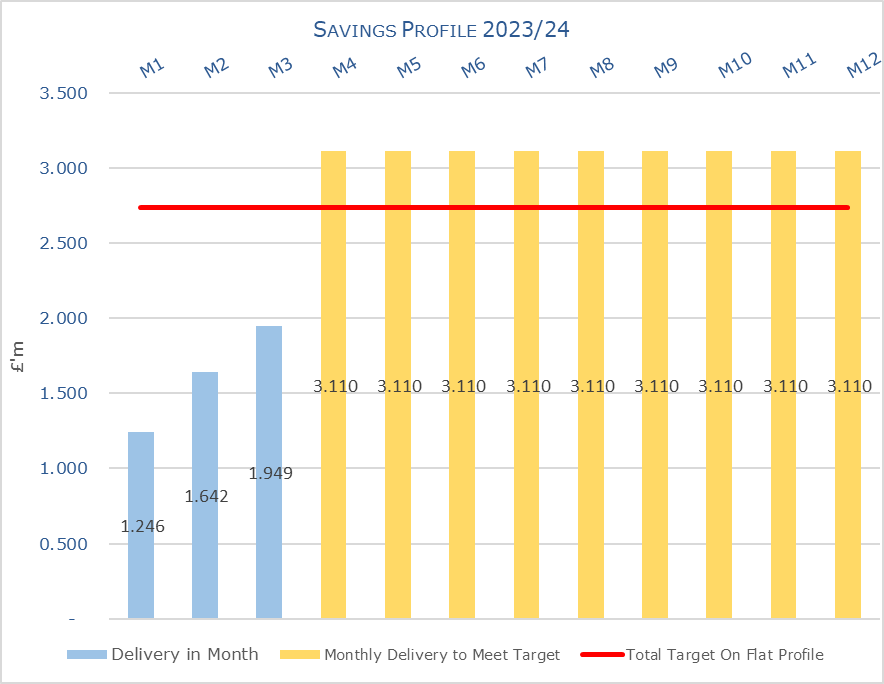 SAVINGS PROFILE 2023/24
M1 M2 M3 M4 M5 M6 M7 M8 M9 M10 M11 M12
3.500
3.000
2.500
2.000
£'m
3.110 3.110 3.110 3.110 3.110 3.110 3.110 3.110 3.110
1.500
1.000
1.949
1.642
1.246
0.500
-
Delivery in Month Monthly Delivery to Meet Target Total Target On Flat Profile